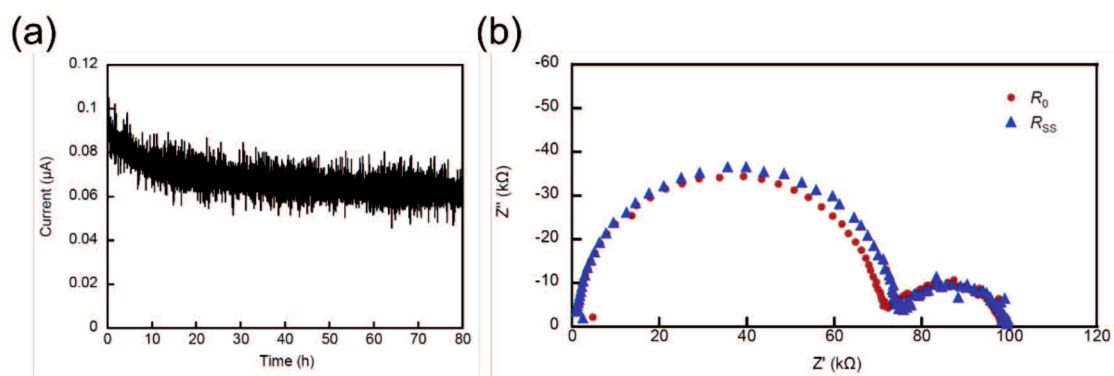 (a)
0.12
0.1
0.08
0.06
0.04
0.02
0
Current (µA)
0 10 20 30 40 50 60 70 80
Time (h)
(b)
-60
-50
-40
-30
-20
-10
0
Z'' (kΩ)
R0
RSS
0 20 40 60 80 100 120
Z' (kΩ)